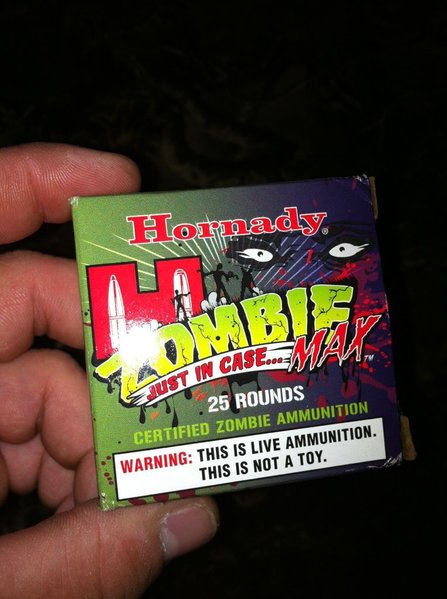 Hornady®
H
ZOMBIE
JUST IN CASE... MAX™
25 ROUNDS
CERTIFIED ZOMBIE AMMUNITION
WARNING: THIS IS LIVE AMMUNITION.
THIS IS NOT A TOY.